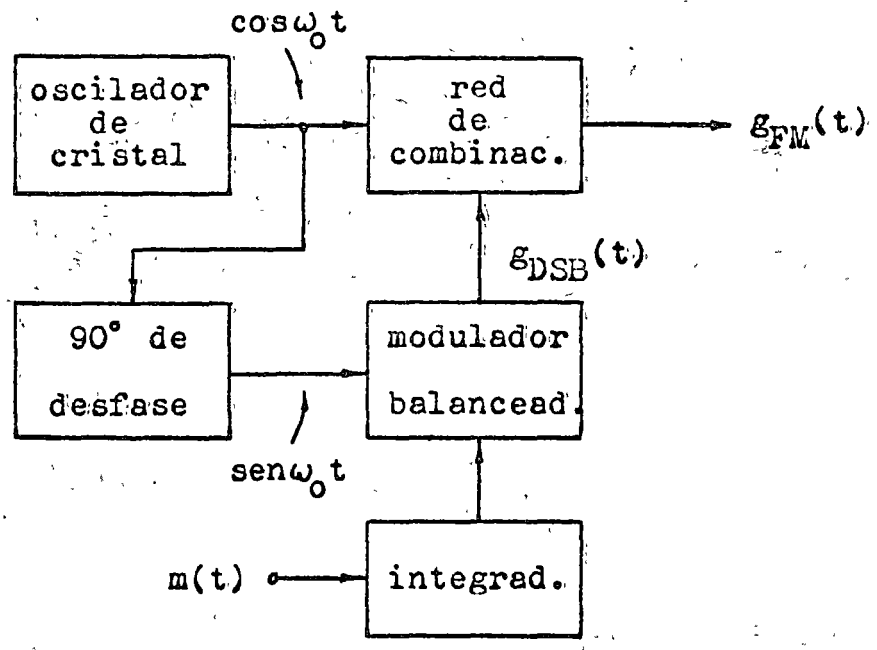 cosω₀t
oscilador
de
cristal
red
de
combinac.
g_FM(t)
g_DSB(t)
90° de
desfase
modulador
balancead.
senω₀t
m(t)
integrad.